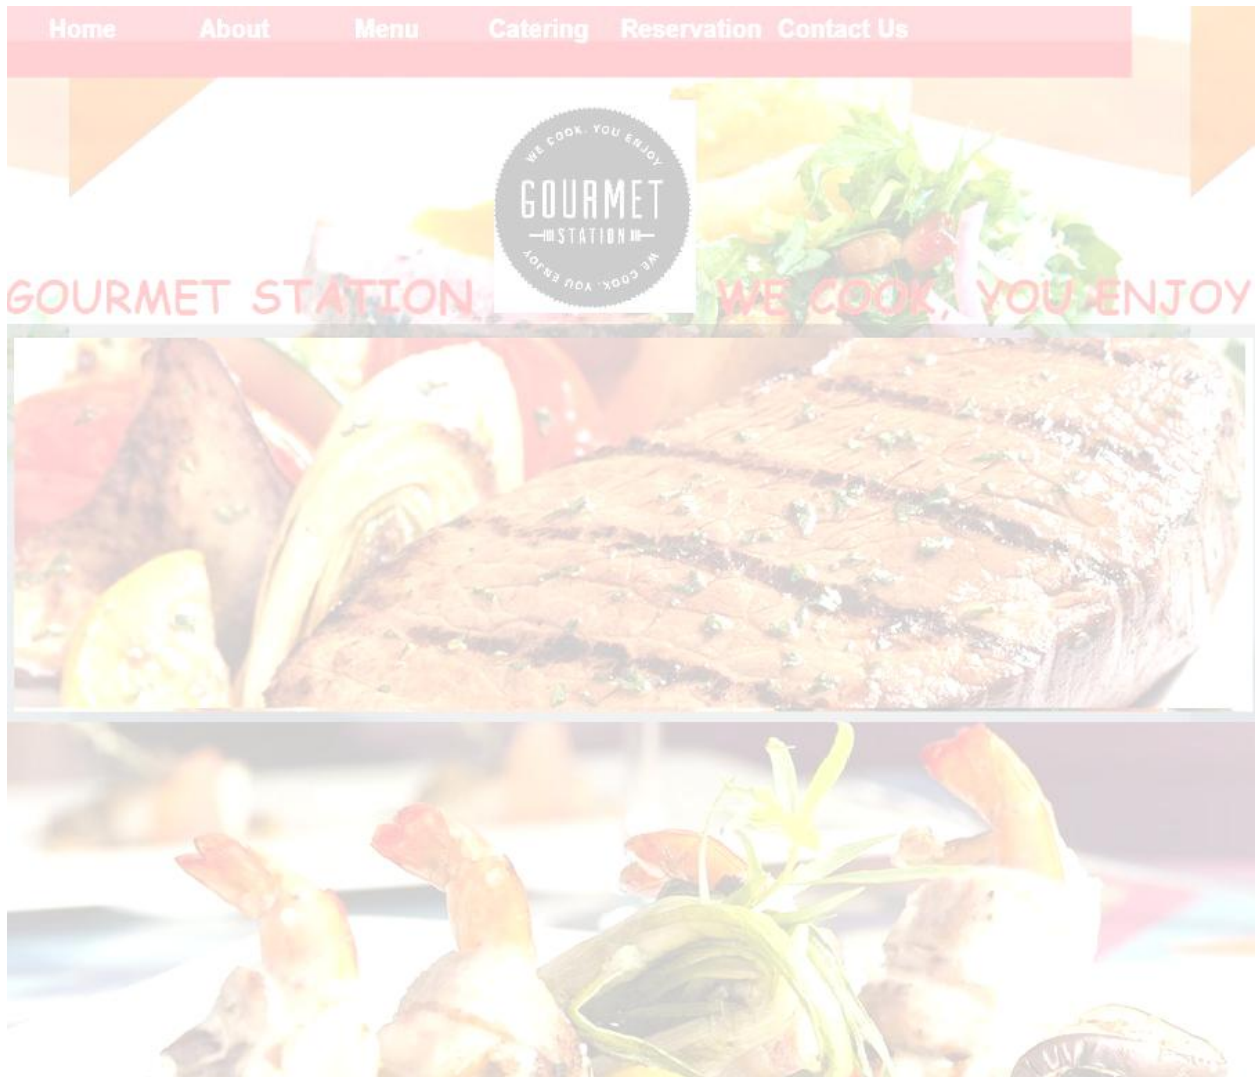 Home About Menu Catering Reservation Contact Us
WE COOK. YOU ENJOY
GOURMET
STATION
WE COOK. YOU ENJOY
GOURMET STATION WE COOK, YOU ENJOY